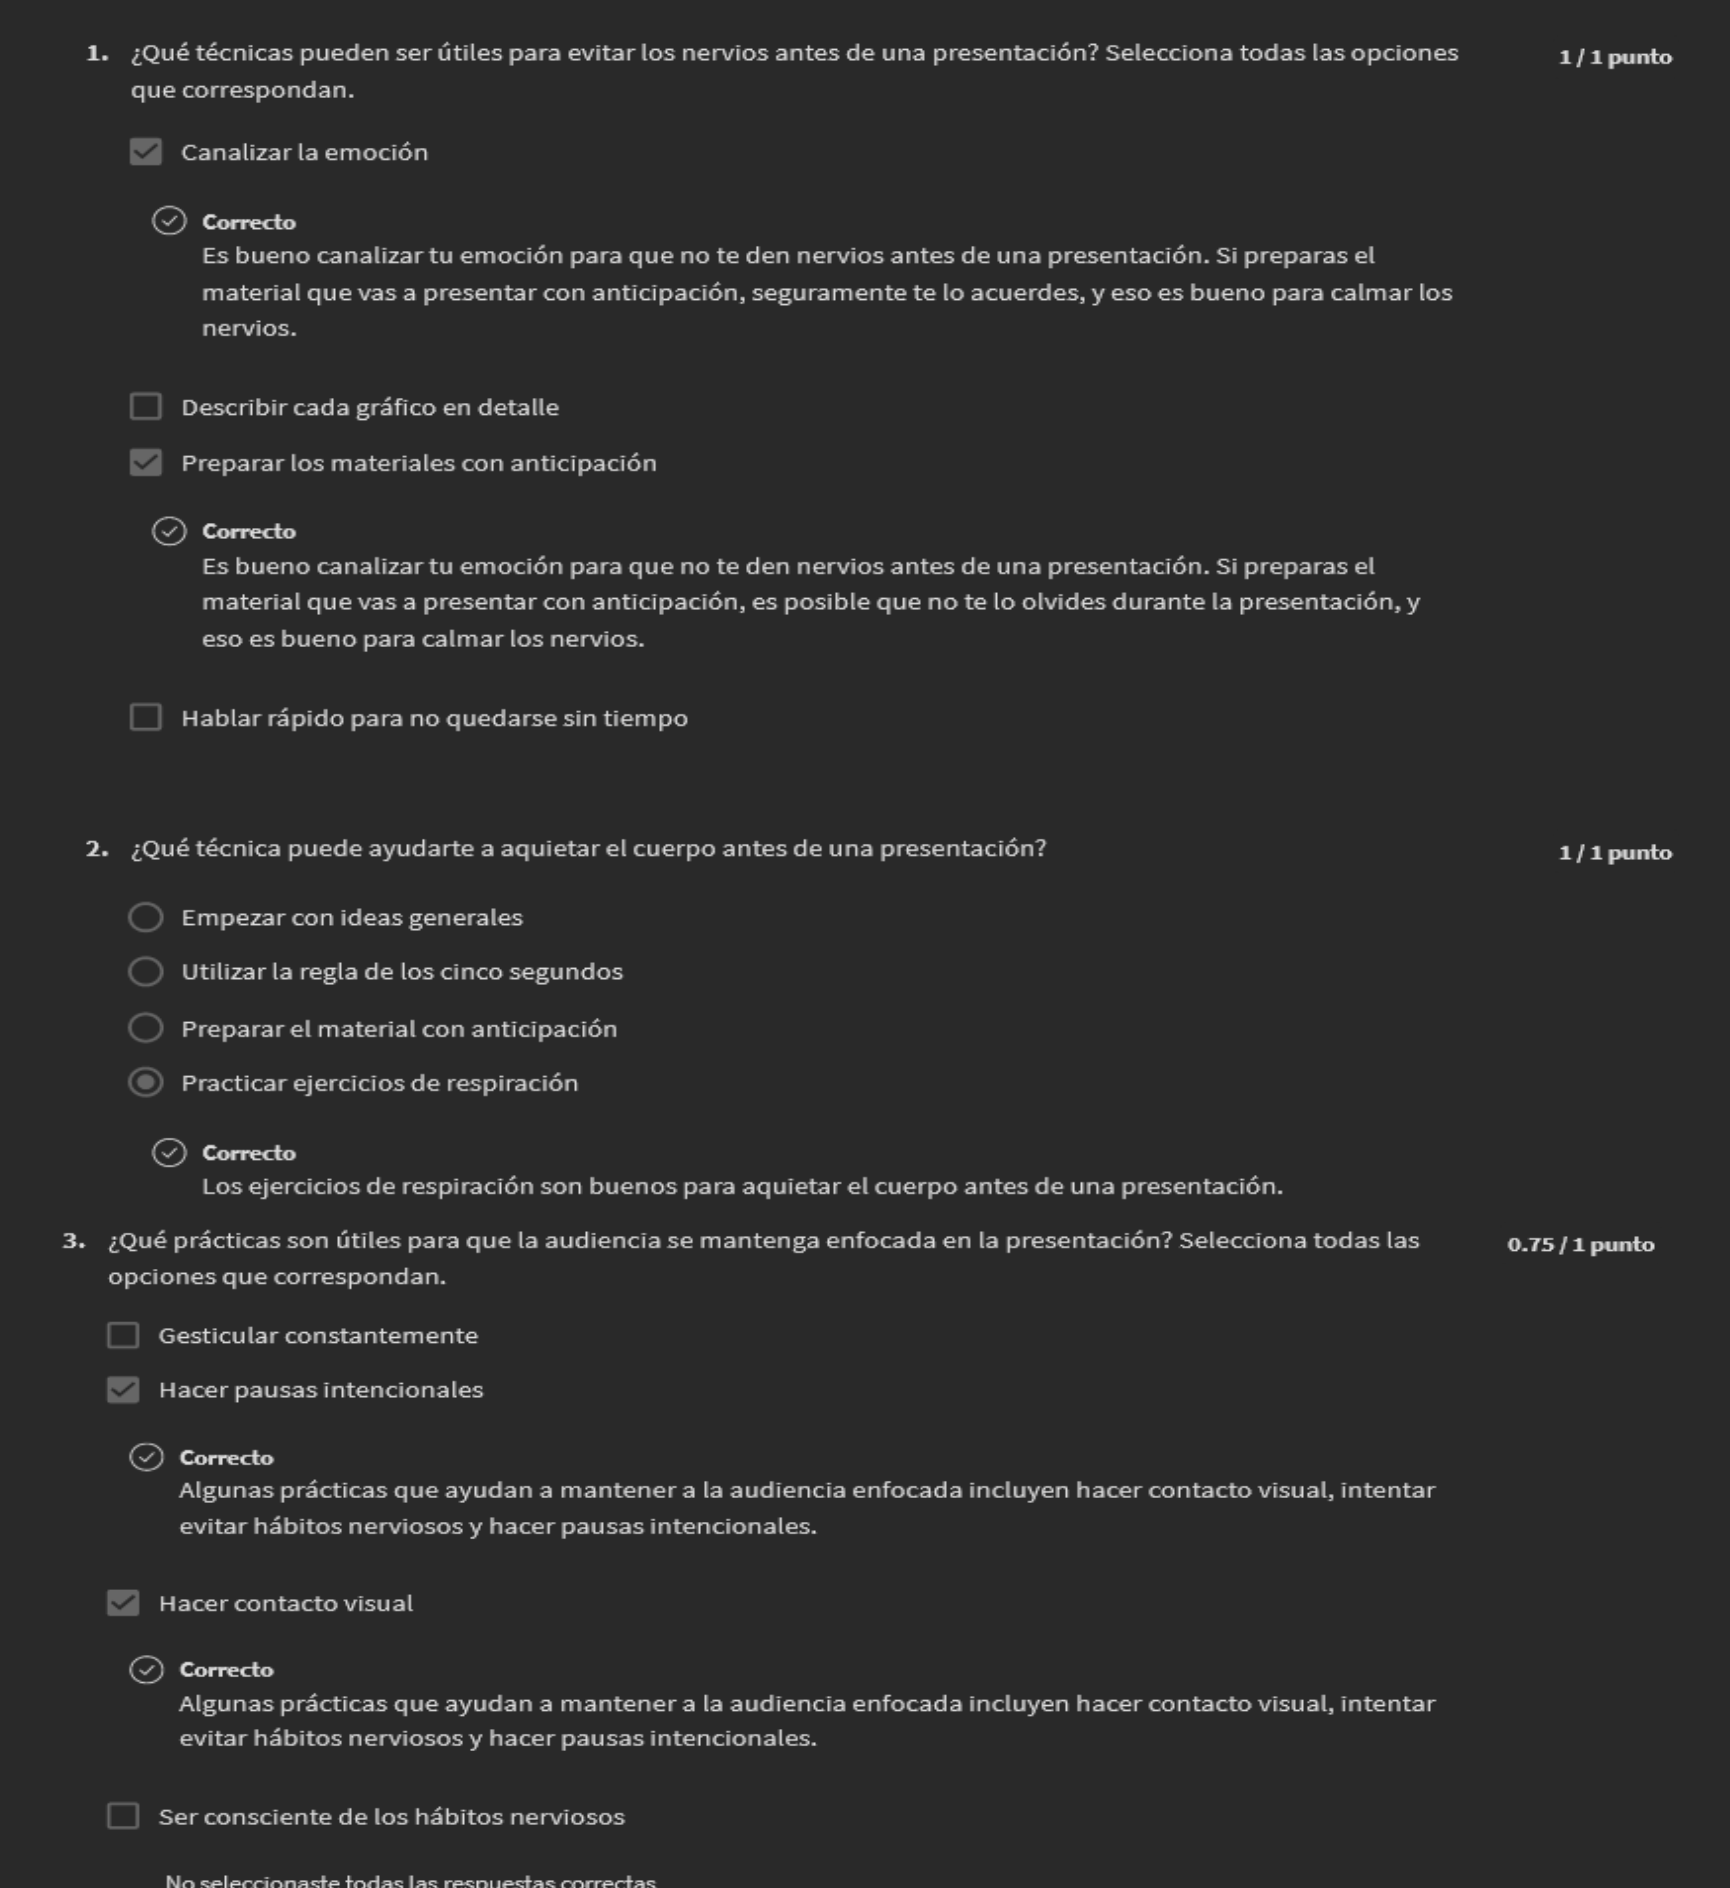 1. ¿Qué técnicas pueden ser útiles para evitar los nervios antes de una presentación? Selecciona todas las opciones
1 / 1 punto
que correspondan.
Canalizar la emoción
Correcto
Es bueno canalizar tu emoción para que no te den nervios antes de una presentación. Si preparas el
material que vas a presentar con anticipación, seguramente te lo acuerdes, y eso es bueno para calmar los
nervios.
Describir cada gráfico en detalle
Preparar los materiales con anticipación
Correcto
Es bueno canalizar tu emoción para que no te den nervios antes de una presentación. Si preparas el
material que vas a presentar con anticipación, es posible que no te lo olvides durante la presentación, y
eso es bueno para calmar los nervios.
Hablar rápido para no quedarse sin tiempo
2. ¿Qué técnica puede ayudarte a aquietar el cuerpo antes de una presentación?
1 / 1 punto
Empezar con ideas generales
Utilizar la regla de los cinco segundos
Preparar el material con anticipación
Practicar ejercicios de respiración
Correcto
Los ejercicios de respiración son buenos para aquietar el cuerpo antes de una presentación.
3. ¿Qué prácticas son útiles para que la audiencia se mantenga enfocada en la presentación? Selecciona todas las
0.75 / 1 punto
opciones que correspondan.
Gesticular constantemente
Hacer pausas intencionales
Correcto
Algunas prácticas que ayudan a mantener a la audiencia enfocada incluyen hacer contacto visual, intentar
evitar hábitos nerviosos y hacer pausas intencionales.
Hacer contacto visual
Correcto
Algunas prácticas que ayudan a mantener a la audiencia enfocada incluyen hacer contacto visual, intentar
evitar hábitos nerviosos y hacer pausas intencionales.
Ser consciente de los hábitos nerviosos
No seleccionaste todas las respuestas correctas